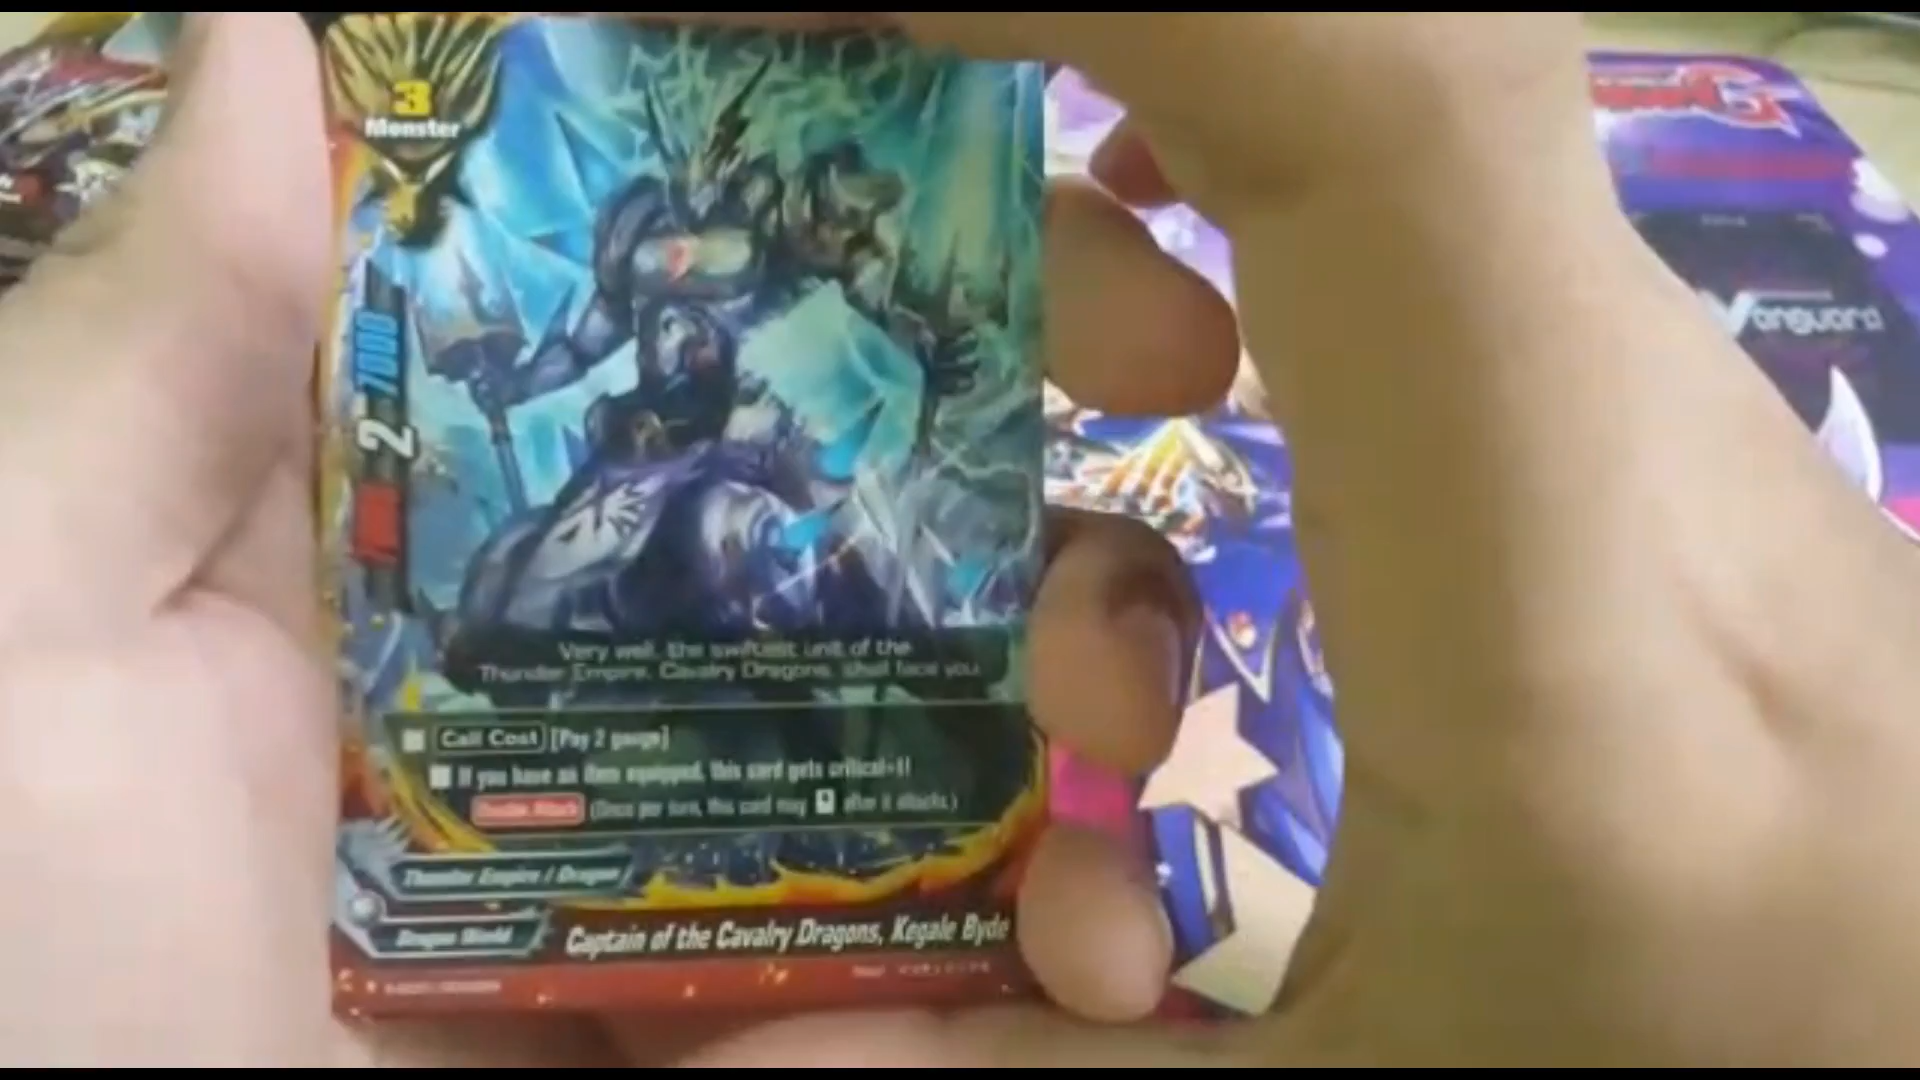 3
Monster
7000
2
Very well, the swiftest unit of the
Thunder Empire, Cavalry Dragons, shall face you.
Call Cost [Pay 2 gauge]
If you have an item equipped, this card gets critical+1!
Double Attack (Once per turn, this card may after it attacks.)
Thunder Empire / Dragon
Dragon World
Captain of the Cavalry Dragons, Kegale Byde
G
Vanguard